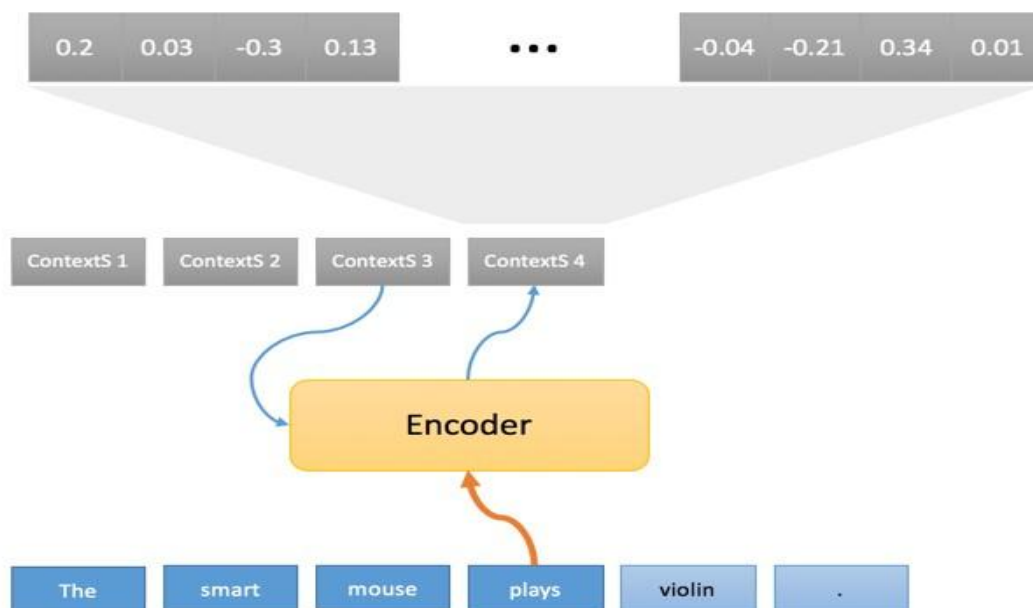 0.2 0.03 -0.3 0.13 ... -0.04 -0.21 0.34 0.01
ContextS 1 ContextS 2 ContextS 3 ContextS 4
Encoder
The smart mouse plays violin .